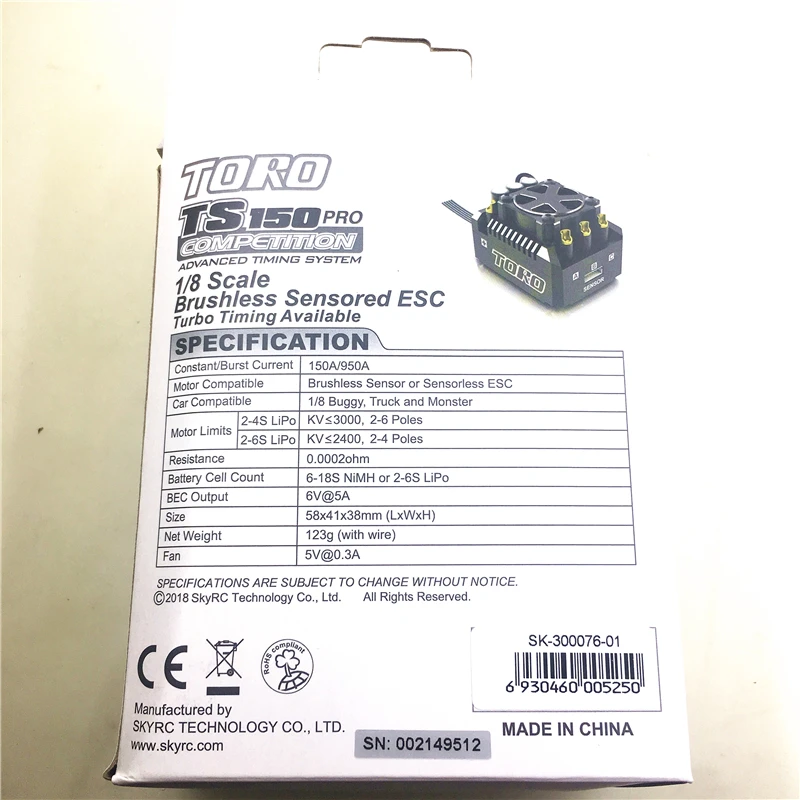 TORO
TS150 PRO
COMPETITION
ADVANCED TIMING SYSTEM
1/8 Scale
Brushless Sensored ESC
Turbo Timing Available
TORO
A B C
SENSOR
SPECIFICATION
Constant/Burst Current 150A/950A
Motor Compatible Brushless Sensor or Sensorless ESC
Car Compatible 1/8 Buggy, Truck and Monster
Motor Limits 2-4S LiPo KV≤3000, 2-6 Poles
2-6S LiPo KV≤2400, 2-4 Poles
Resistance 0.0002ohm
Battery Cell Count 6-18S NiMH or 2-6S LiPo
BEC Output 6V@5A
Size 58x41x38mm (LxWxH)
Net Weight 123g (with wire)
Fan 5V@0.3A
SPECIFICATIONS ARE SUBJECT TO CHANGE WITHOUT NOTICE.
©2018 SkyRC Technology Co., Ltd. All Rights Reserved.
CE
RoHS compliant
SK-300076-01
6 930460 005250
Manufactured by
SKYRC TECHNOLOGY CO., LTD.
www.skyrc.com
SN: 002149512
MADE IN CHINA